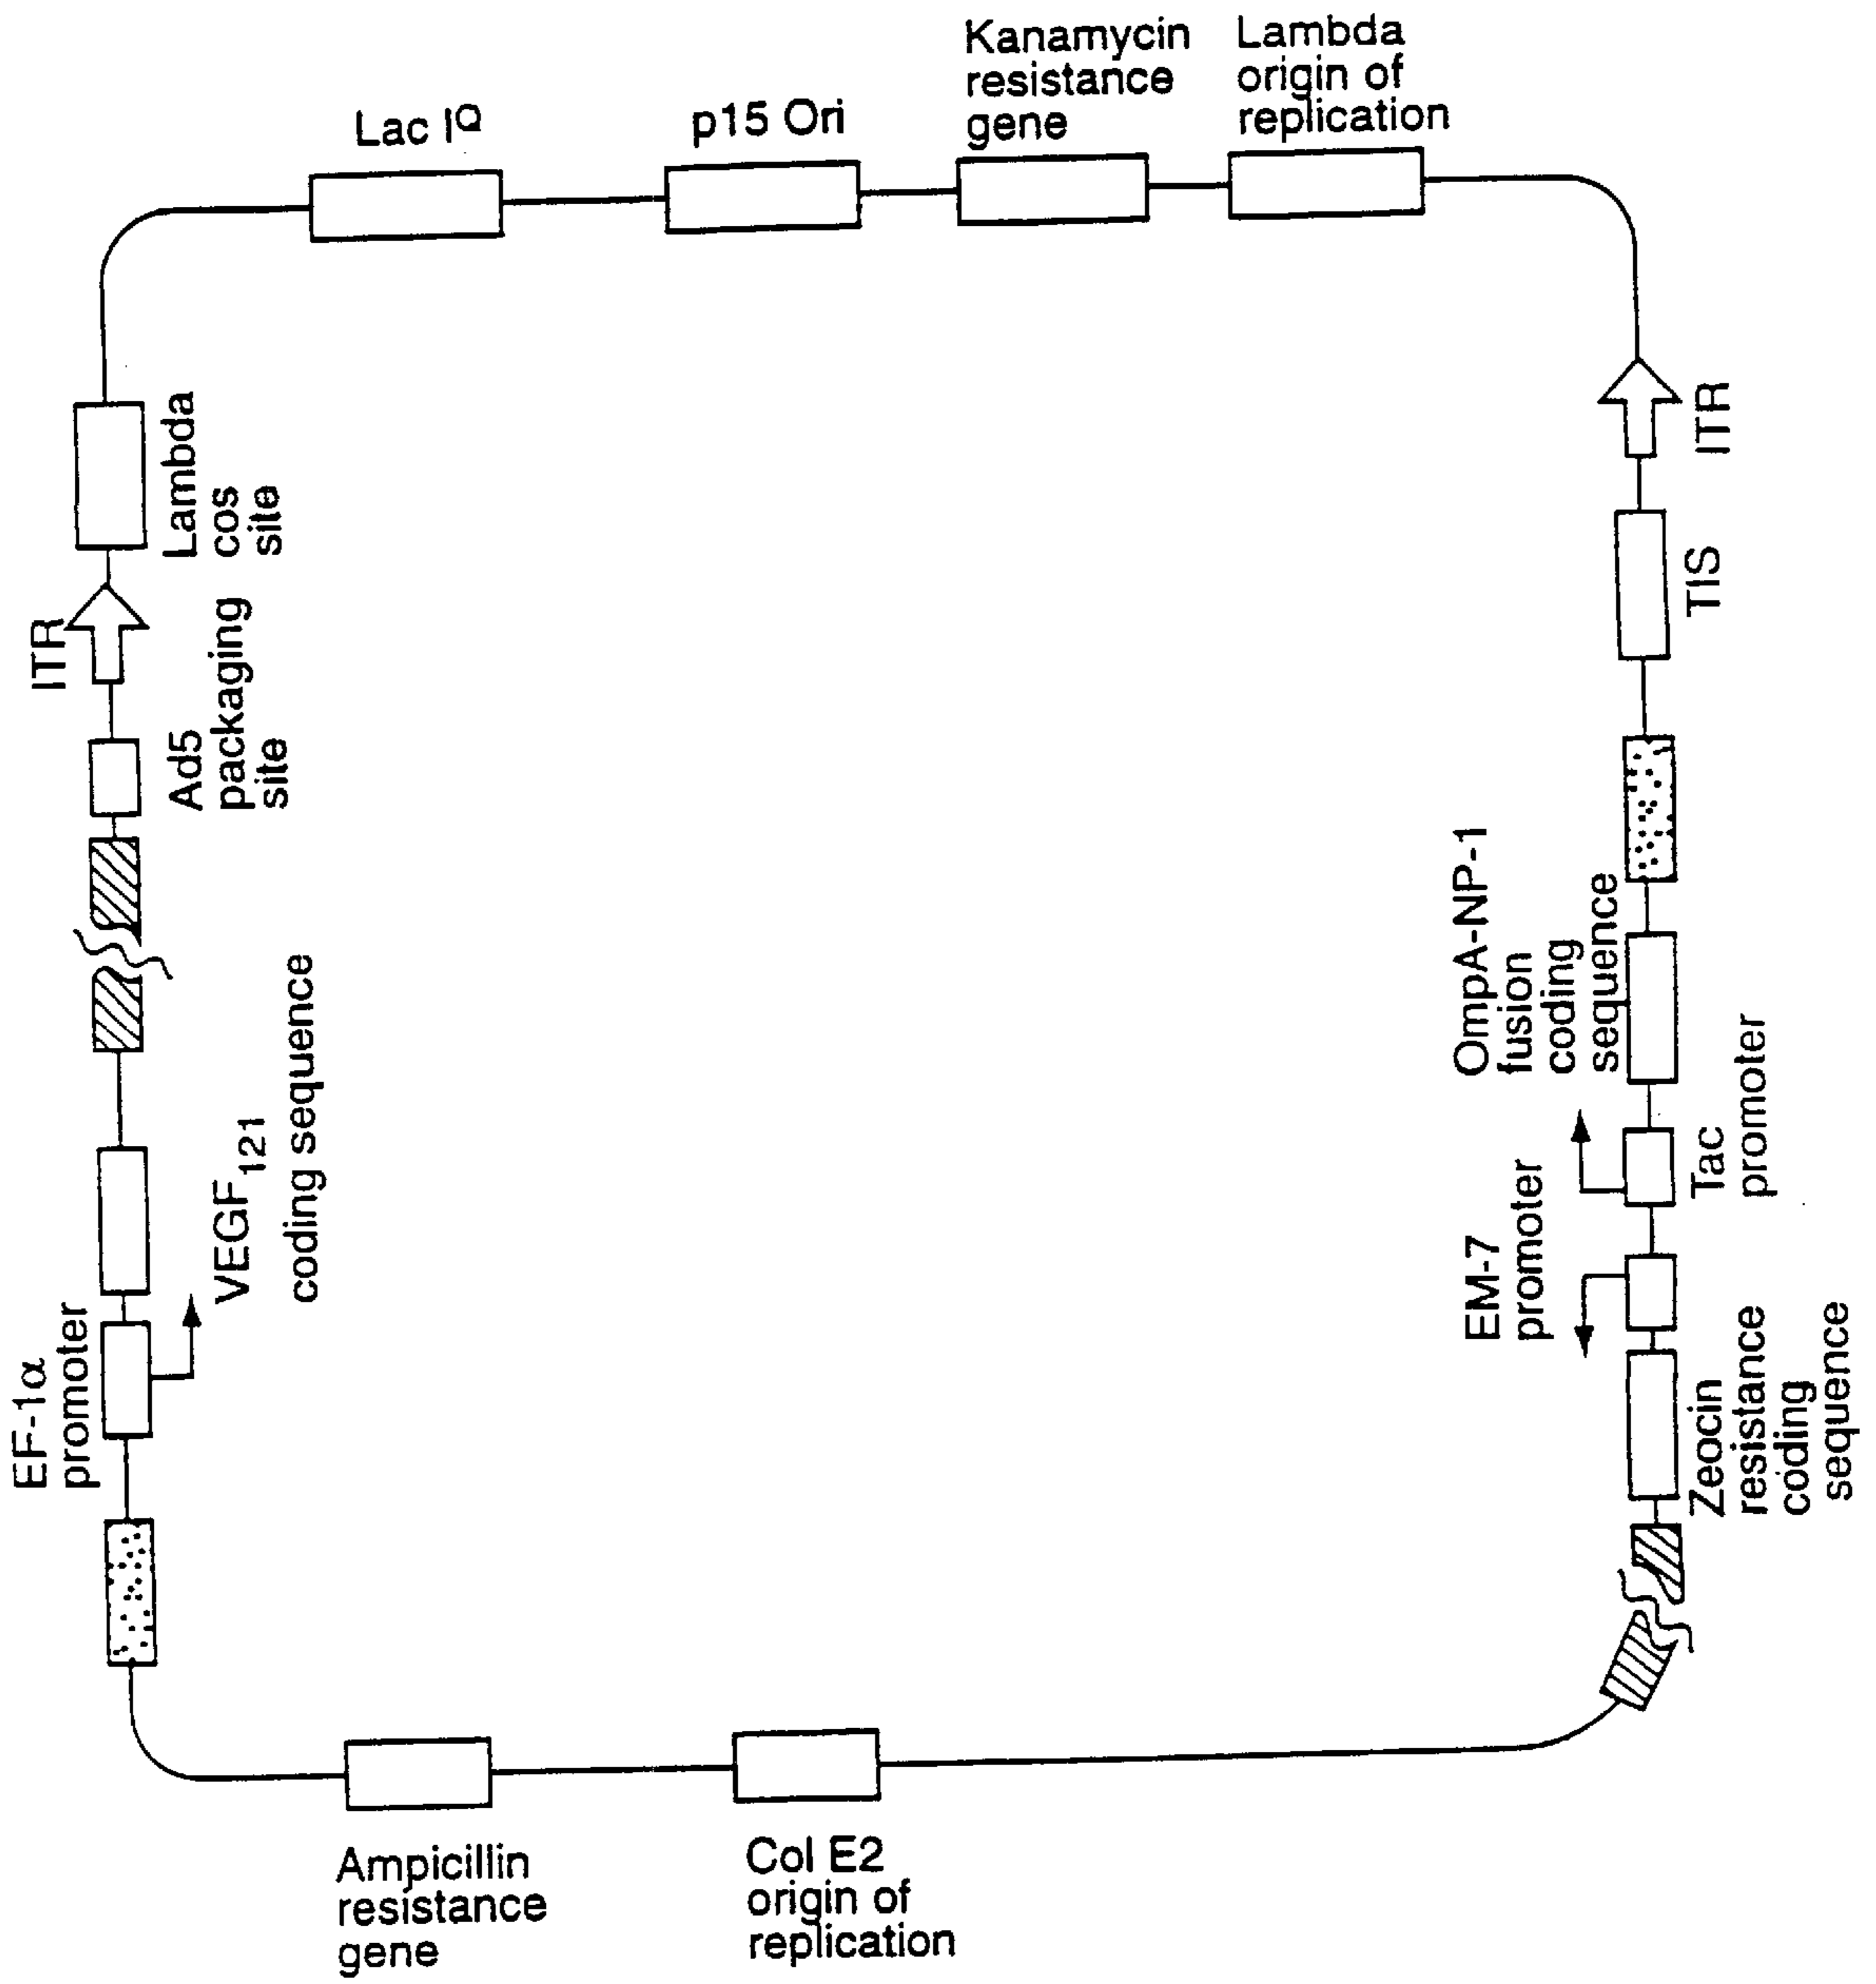 Lac I^Q
p15 Ori
Kanamycin
resistance
gene
Lambda
origin of
replication
ITR
Lambda
cos
site
Ad5
packaging
site
VEGF₁₂₁
coding sequence
EF-1α
promoter
ITR
TIS
OmpA-NP-1
fusion
coding
sequence
Tac
promoter
EM-7
promoter
Zeocin
resistance
coding
sequence
Ampicillin
resistance
gene
Col E2
origin of
replication